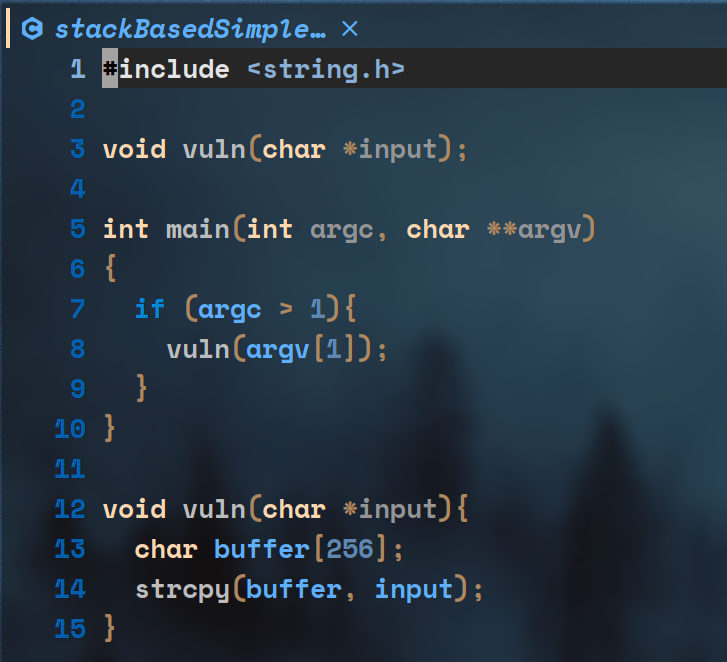 C stackBasedSimple… ×
1 #include <string.h>
2
3 void vuln(char *input);
4
5 int main(int argc, char **argv)
6 {
7   if (argc > 1){
8     vuln(argv[1]);
9   }
10 }
11
12 void vuln(char *input){
13   char buffer[256];
14   strcpy(buffer, input);
15 }